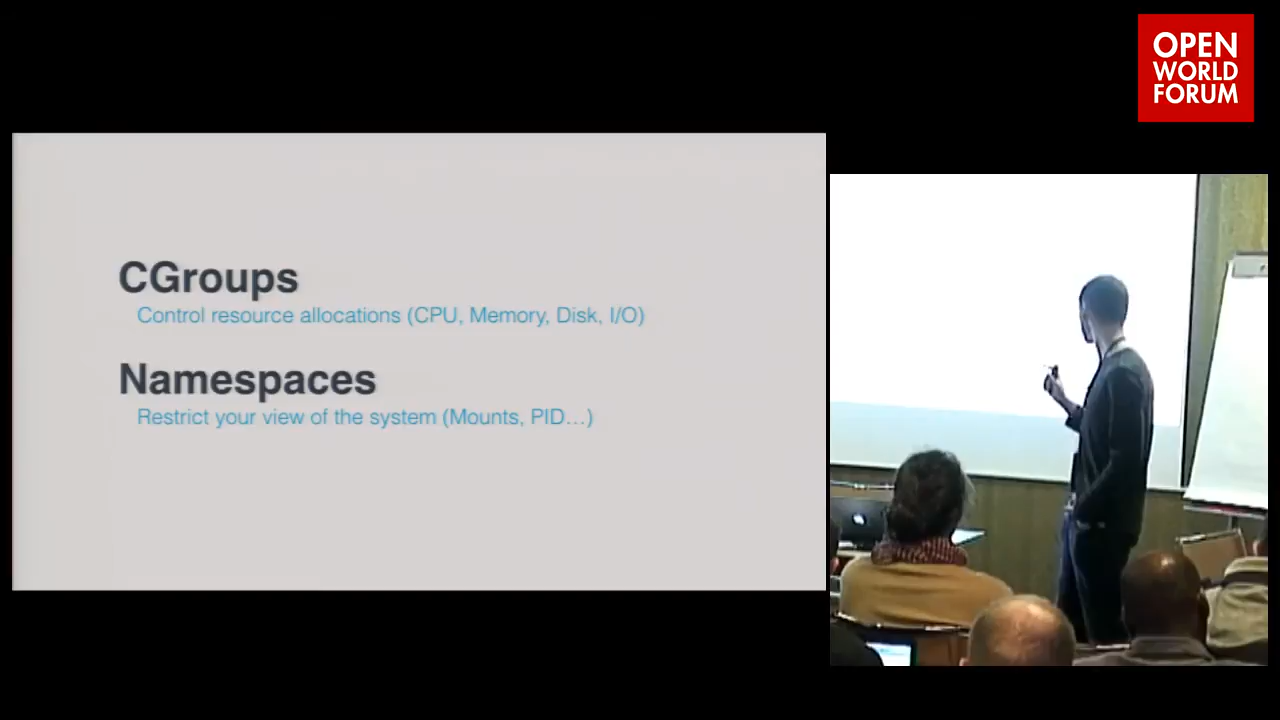 OPEN
WORLD
FORUM
CGroups
Control resource allocations (CPU, Memory, Disk, I/O)
Namespaces
Restrict your view of the system (Mounts, PID…)